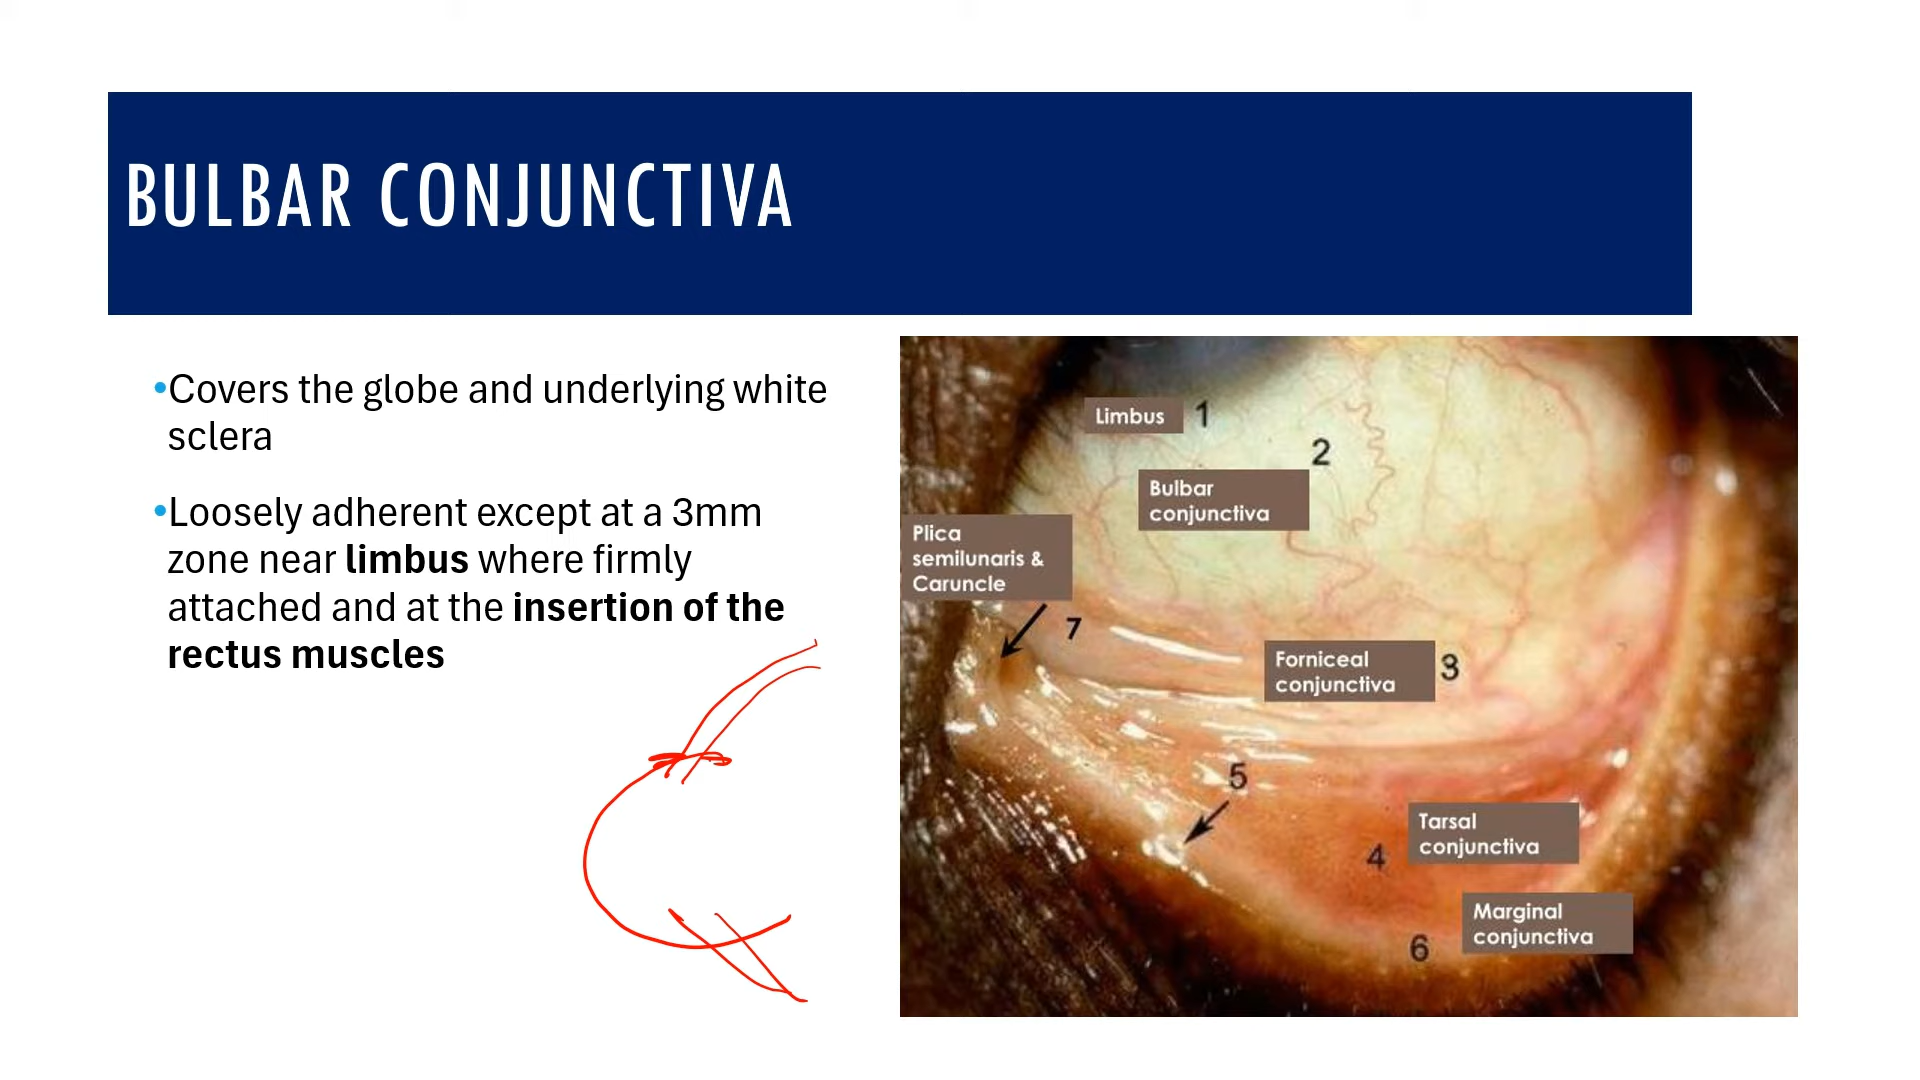 BULBAR CONJUNCTIVA
•Covers the globe and underlying white
sclera
•Loosely adherent except at a 3mm
zone near limbus where firmly
attached and at the insertion of the
rectus muscles
Limbus 1
2
Bulbar
conjunctiva
Plica
semilunaris &
Caruncle
7
Forniceal
conjunctiva
3
5
Tarsal
conjunctiva
4
Marginal
conjunctiva
6